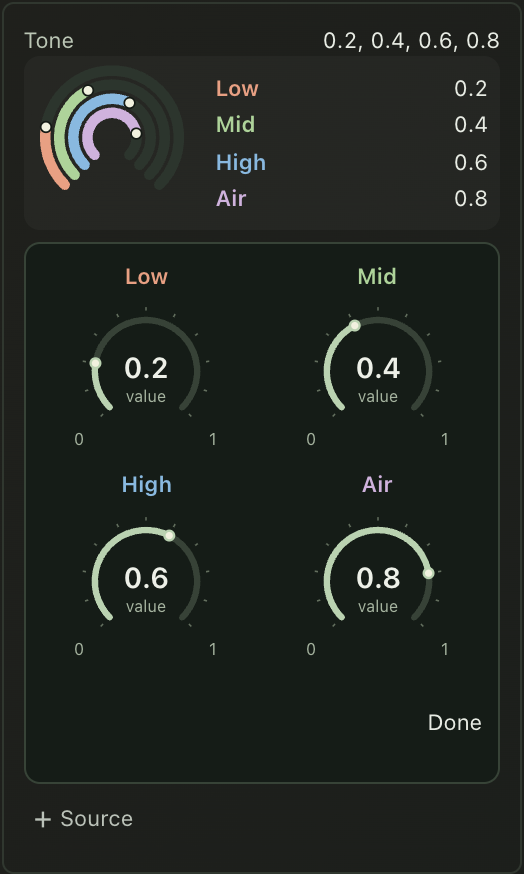 Tone 0.2, 0.4, 0.6, 0.8
Low 0.2
Mid 0.4
High 0.6
Air 0.8
Low Mid
0.2 0.4
value value
0 1 0 1
High Air
0.6 0.8
value value
0 1 0 1
Done
+ Source